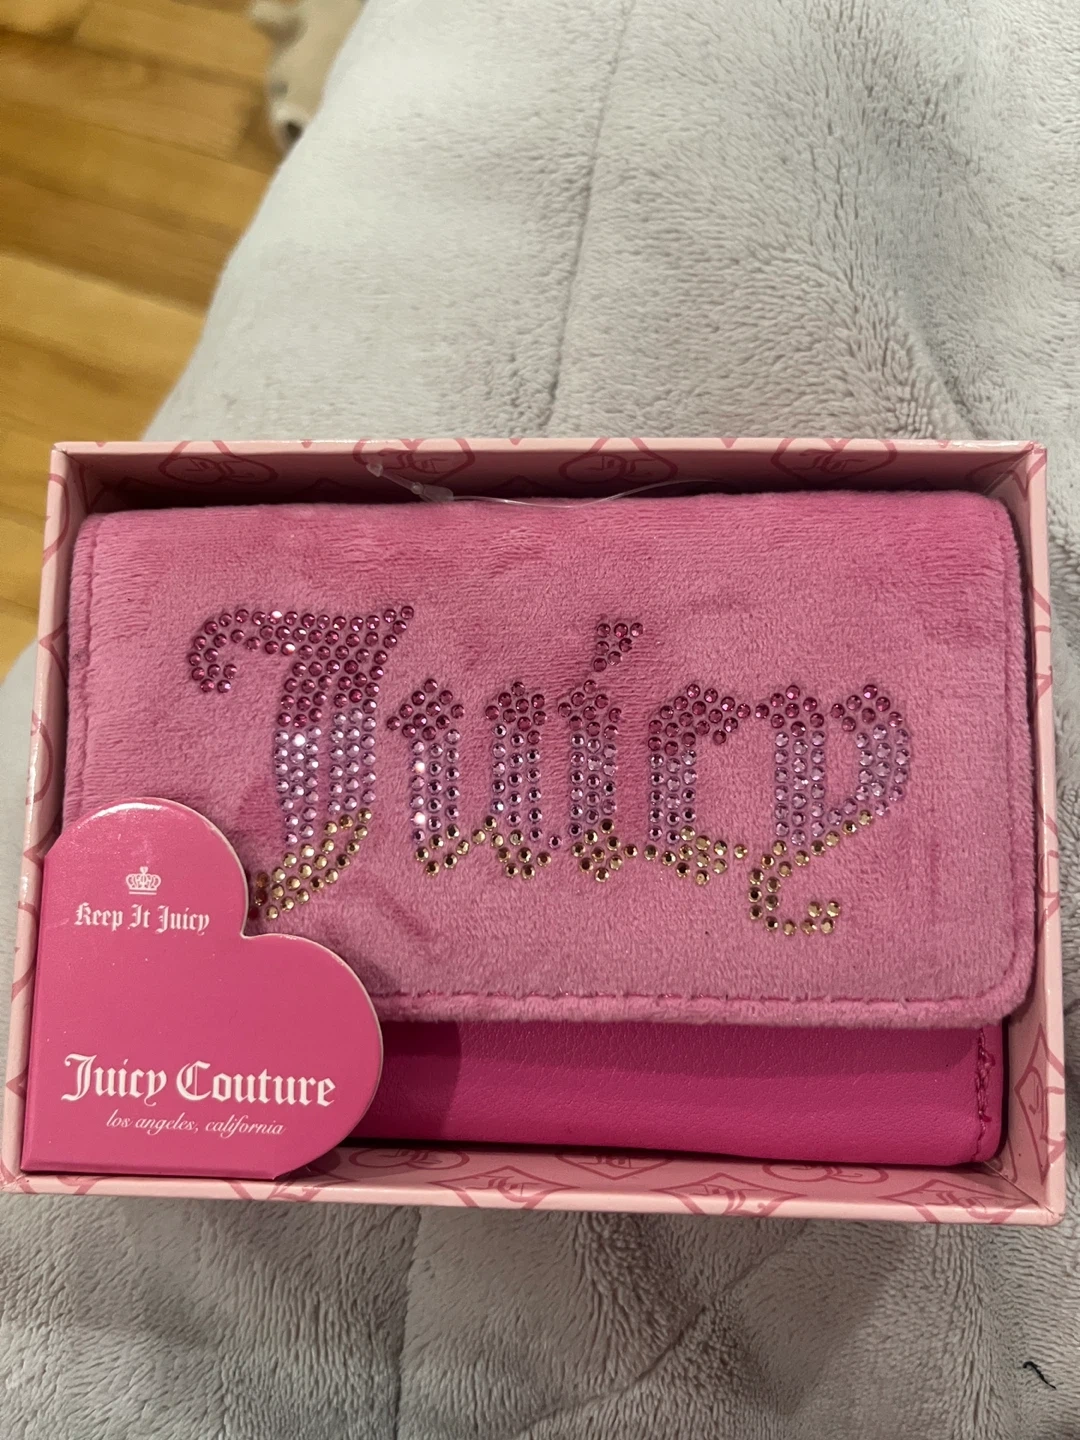 Juicy
Keep It Juicy
Juicy Couture
los angeles, california